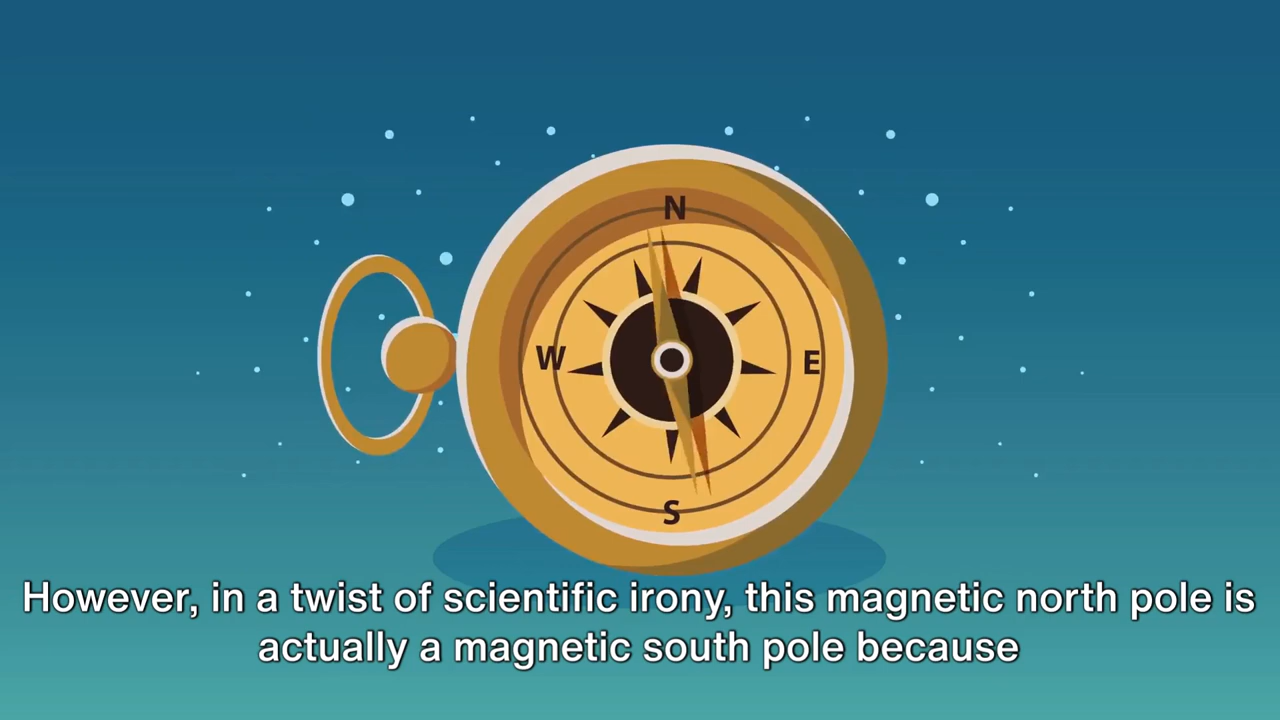 N
W
E
S
However, in a twist of scientific irony, this magnetic north pole is
actually a magnetic south pole because